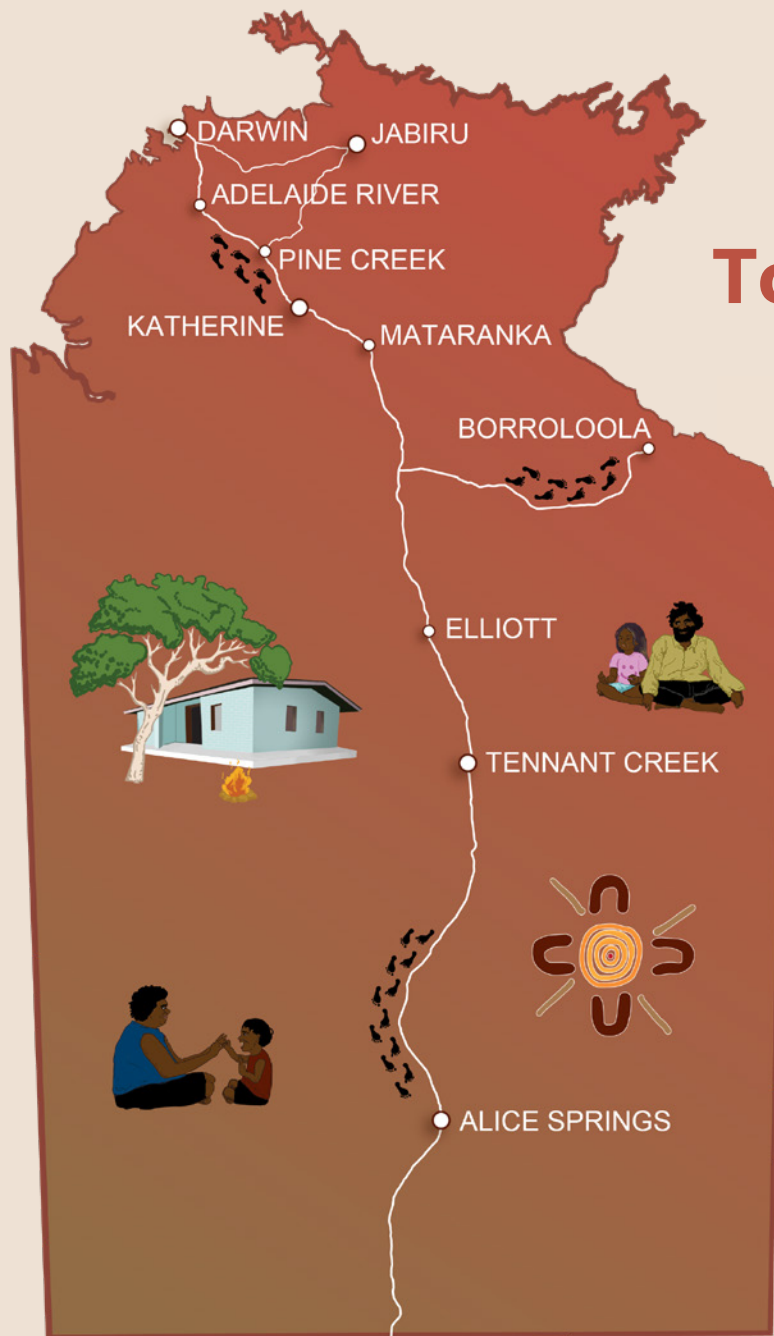 DARWIN
JABIRU
ADELAIDE RIVER
PINE CREEK
KATHERINE
MATARANKA
BORROLOOLA
ELLIOTT
TENNANT CREEK
ALICE SPRINGS